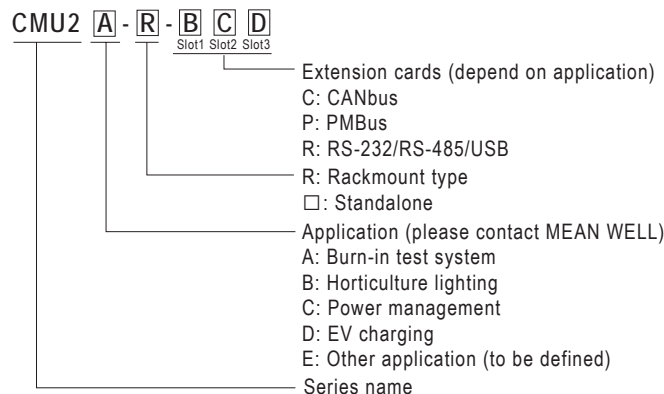 CMU2 A - R - B C D
Slot1 Slot2 Slot3
Extension cards (depend on application)
C: CANbus
P: PMBus
R: RS-232/RS-485/USB
R: Rackmount type
□: Standalone
Application (please contact MEAN WELL)
A: Burn-in test system
B: Horticulture lighting
C: Power management
D: EV charging
E: Other application (to be defined)
Series name